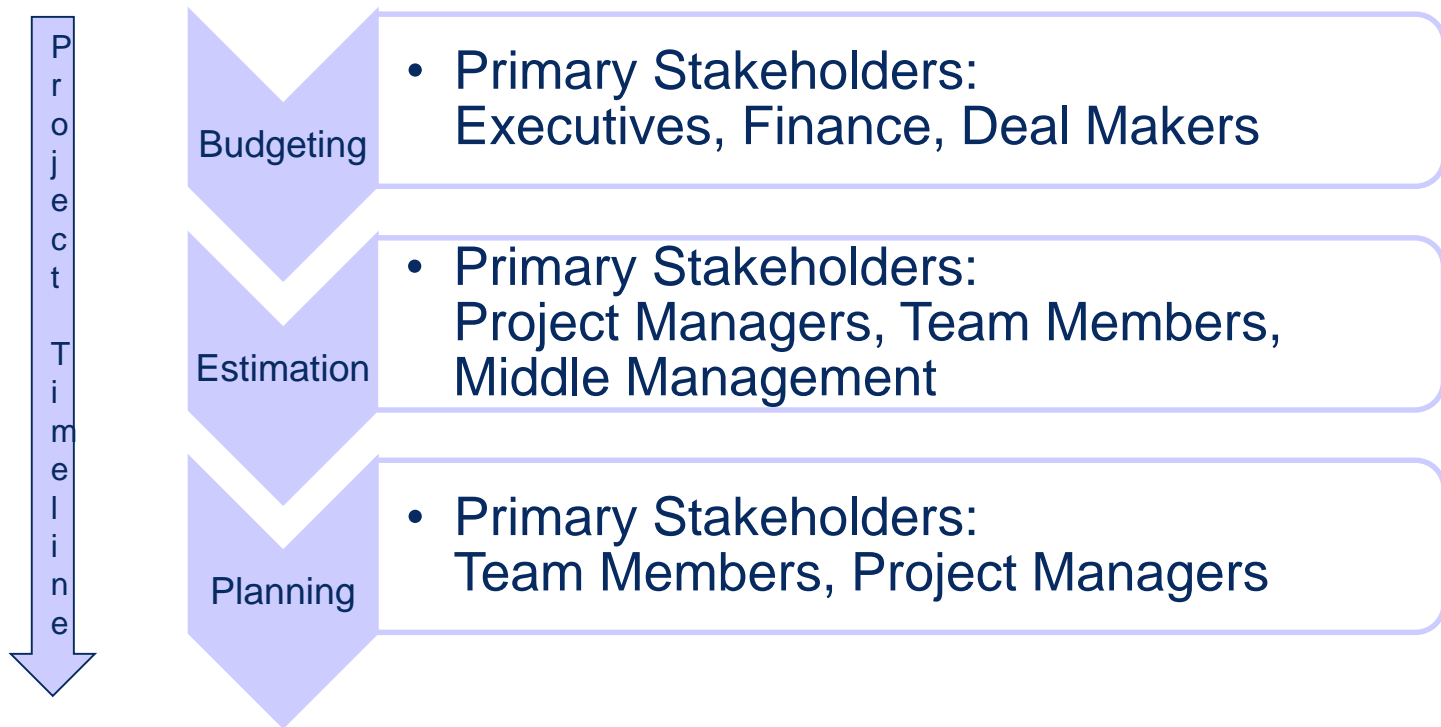 Project Timeline
Budgeting
• Primary Stakeholders:
Executives, Finance, Deal Makers
Estimation
• Primary Stakeholders:
Project Managers, Team Members,
Middle Management
Planning
• Primary Stakeholders:
Team Members, Project Managers